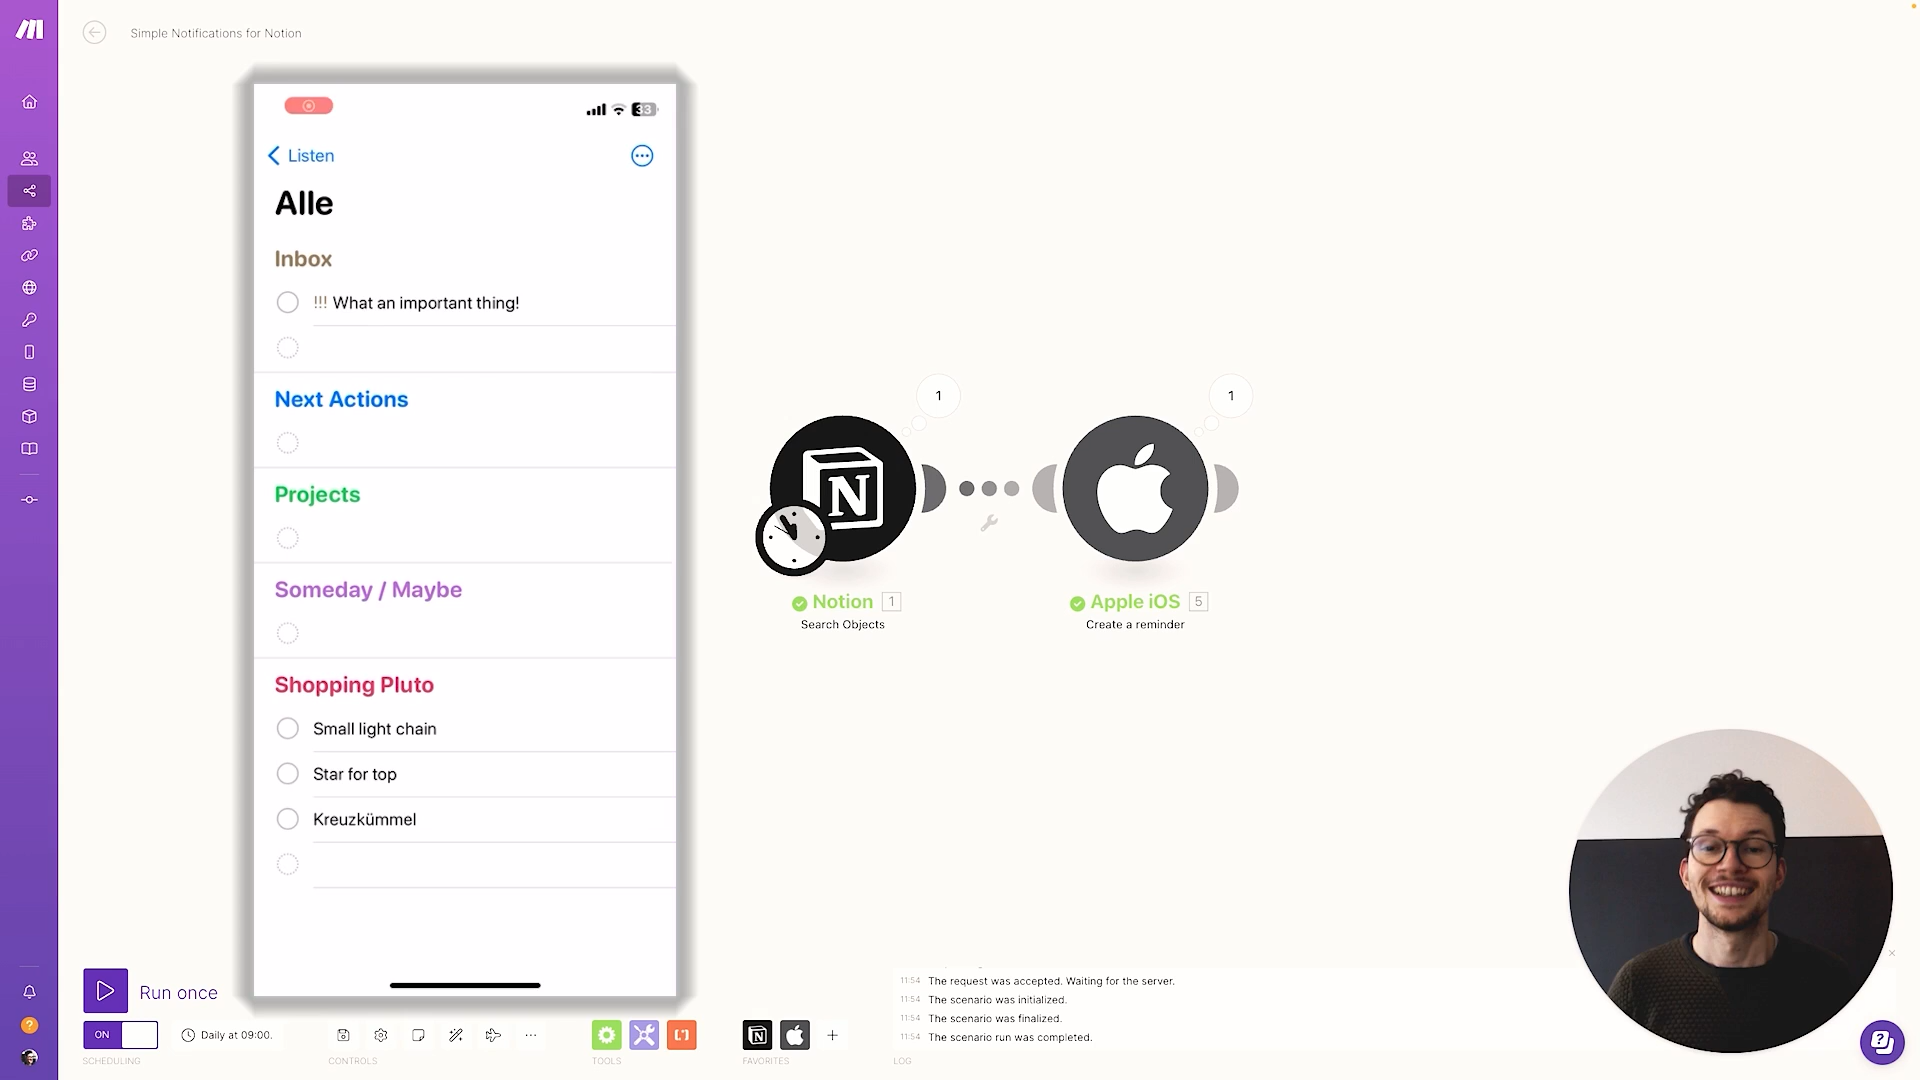 Simple Notifications for Notion
33
Listen
Alle
Inbox
!!! What an important thing!
Next Actions
Projects
Someday / Maybe
Shopping Pluto
Small light chain
Star for top
Kreuzkümmel
1
1
N
Notion 1
Search Objects
Apple iOS 5
Create a reminder
Run once
ON
Daily at 09:00.
SCHEDULING
CONTROLS
TOOLS
FAVORITES
LOG
11:54 The request was accepted. Waiting for the server.
11:54 The scenario was initialized.
11:54 The scenario was finalized.
11:54 The scenario run was completed.